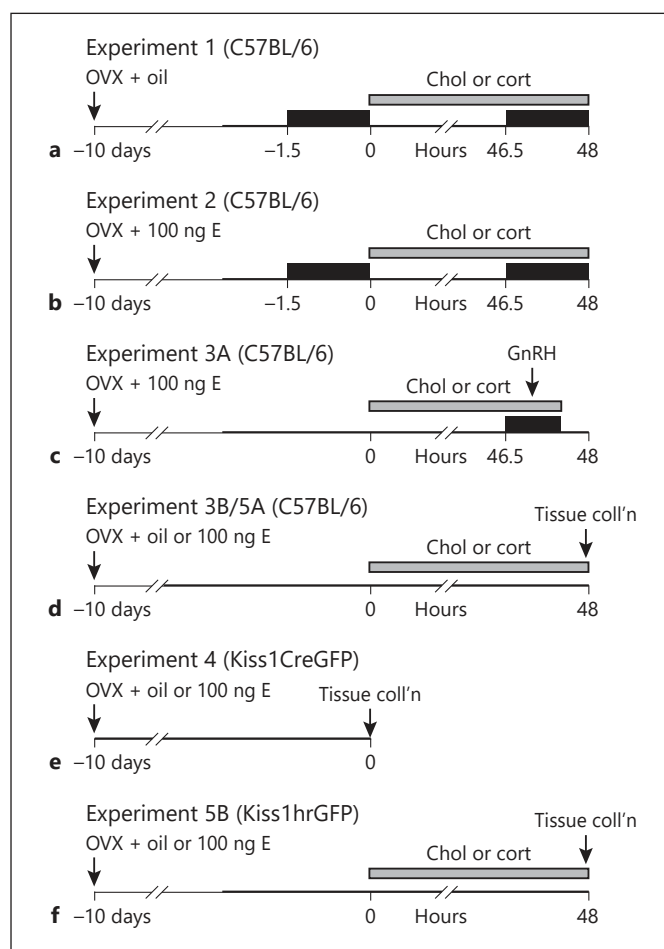 Experiment 1 (C57BL/6)
OVX + oil
Chol or cort
a –10 days –1.5 0 Hours 46.5 48
Experiment 2 (C57BL/6)
OVX + 100 ng E
Chol or cort
b –10 days –1.5 0 Hours 46.5 48
Experiment 3A (C57BL/6)
GnRH
OVX + 100 ng E
Chol or cort
c –10 days 0 Hours 46.5 48
Experiment 3B/5A (C57BL/6)
Tissue coll'n
OVX + oil or 100 ng E
Chol or cort
d –10 days 0 Hours 48
Experiment 4 (Kiss1CreGFP)
OVX + oil or 100 ng E Tissue coll'n
e –10 days 0
Experiment 5B (Kiss1hrGFP)
Tissue coll'n
OVX + oil or 100 ng E
Chol or cort
f –10 days 0 Hours 48